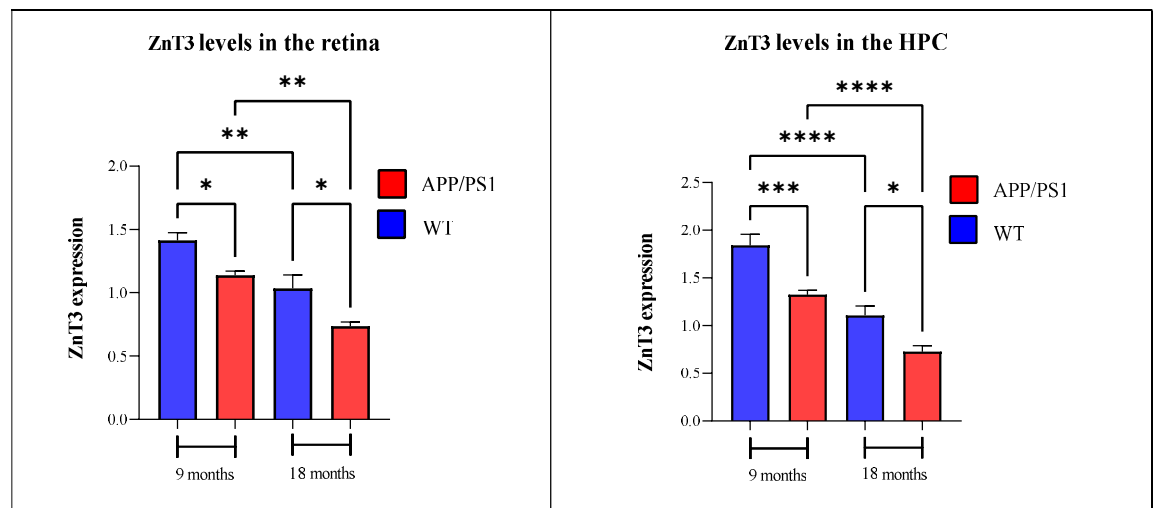 ZnT3 levels in the retina
**
**
*
*
2.0
1.5
1.0
0.5
0.0
ZnT3 expression
APP/PS1
WT
9 months
18 months
ZnT3 levels in the HPC
****
****
***
*
2.5
2.0
1.5
1.0
0.5
0.0
ZnT3 expression
APP/PS1
WT
9 months
18 months